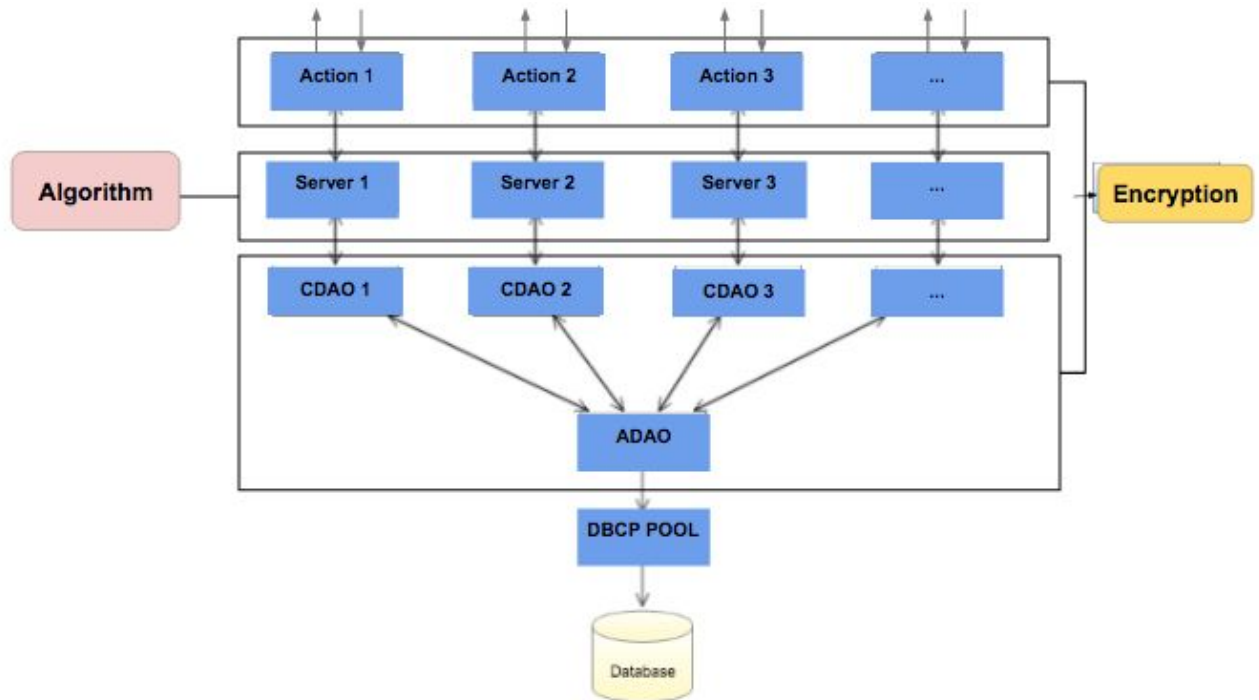 Action 1
Action 2
Action 3
...
Algorithm
Server 1
Server 2
Server 3
...
Encryption
CDAO 1
CDAO 2
CDAO 3
...
ADAO
DBCP POOL
Database